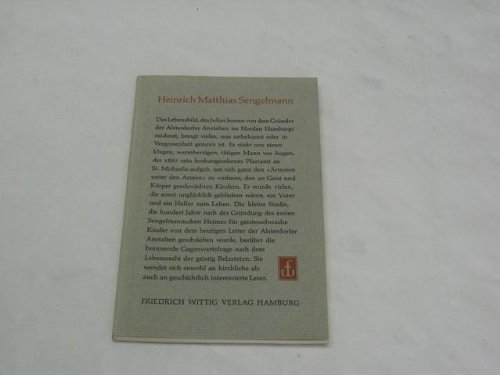 Heinrich Matthias Sengelmann
Das Lebensbild, das Julius Jensen von dem Gründer
der Alsterdorfer Anstalten im Norden Hamburgs
zeichnet, bringt vieles, was unbekannt oder in
Vergessenheit geraten ist. Es rückt uns einen
klugen, warmherzigen, tätigen Mann vor Augen,
der 1867 sein hochangesehenes Pfarramt an
St. Michaelis aufgab, um sich ganz den »Ärmsten
unter den Armen« zu widmen, den an Geist und
Körper geschwächten Kindern. Er wurde vielen,
die sonst unglücklich geblieben wären, ein Vater
und ein Helfer zum Leben. Die kleine Studie,
die hundert Jahre nach der Gründung des ersten
Sengelmannschen Heimes für geistesschwache
Kinder von dem heutigen Leiter der Alsterdorfer
Anstalten geschrieben wurde, berührt die
brennende Gegenwartsfrage nach dem
Lebensrecht der geistig Belasteten. Sie
wendet sich sowohl an kirchliche als
auch an geschichtlich interessierte Leser.
FRIEDRICH WITTIG VERLAG HAMBURG